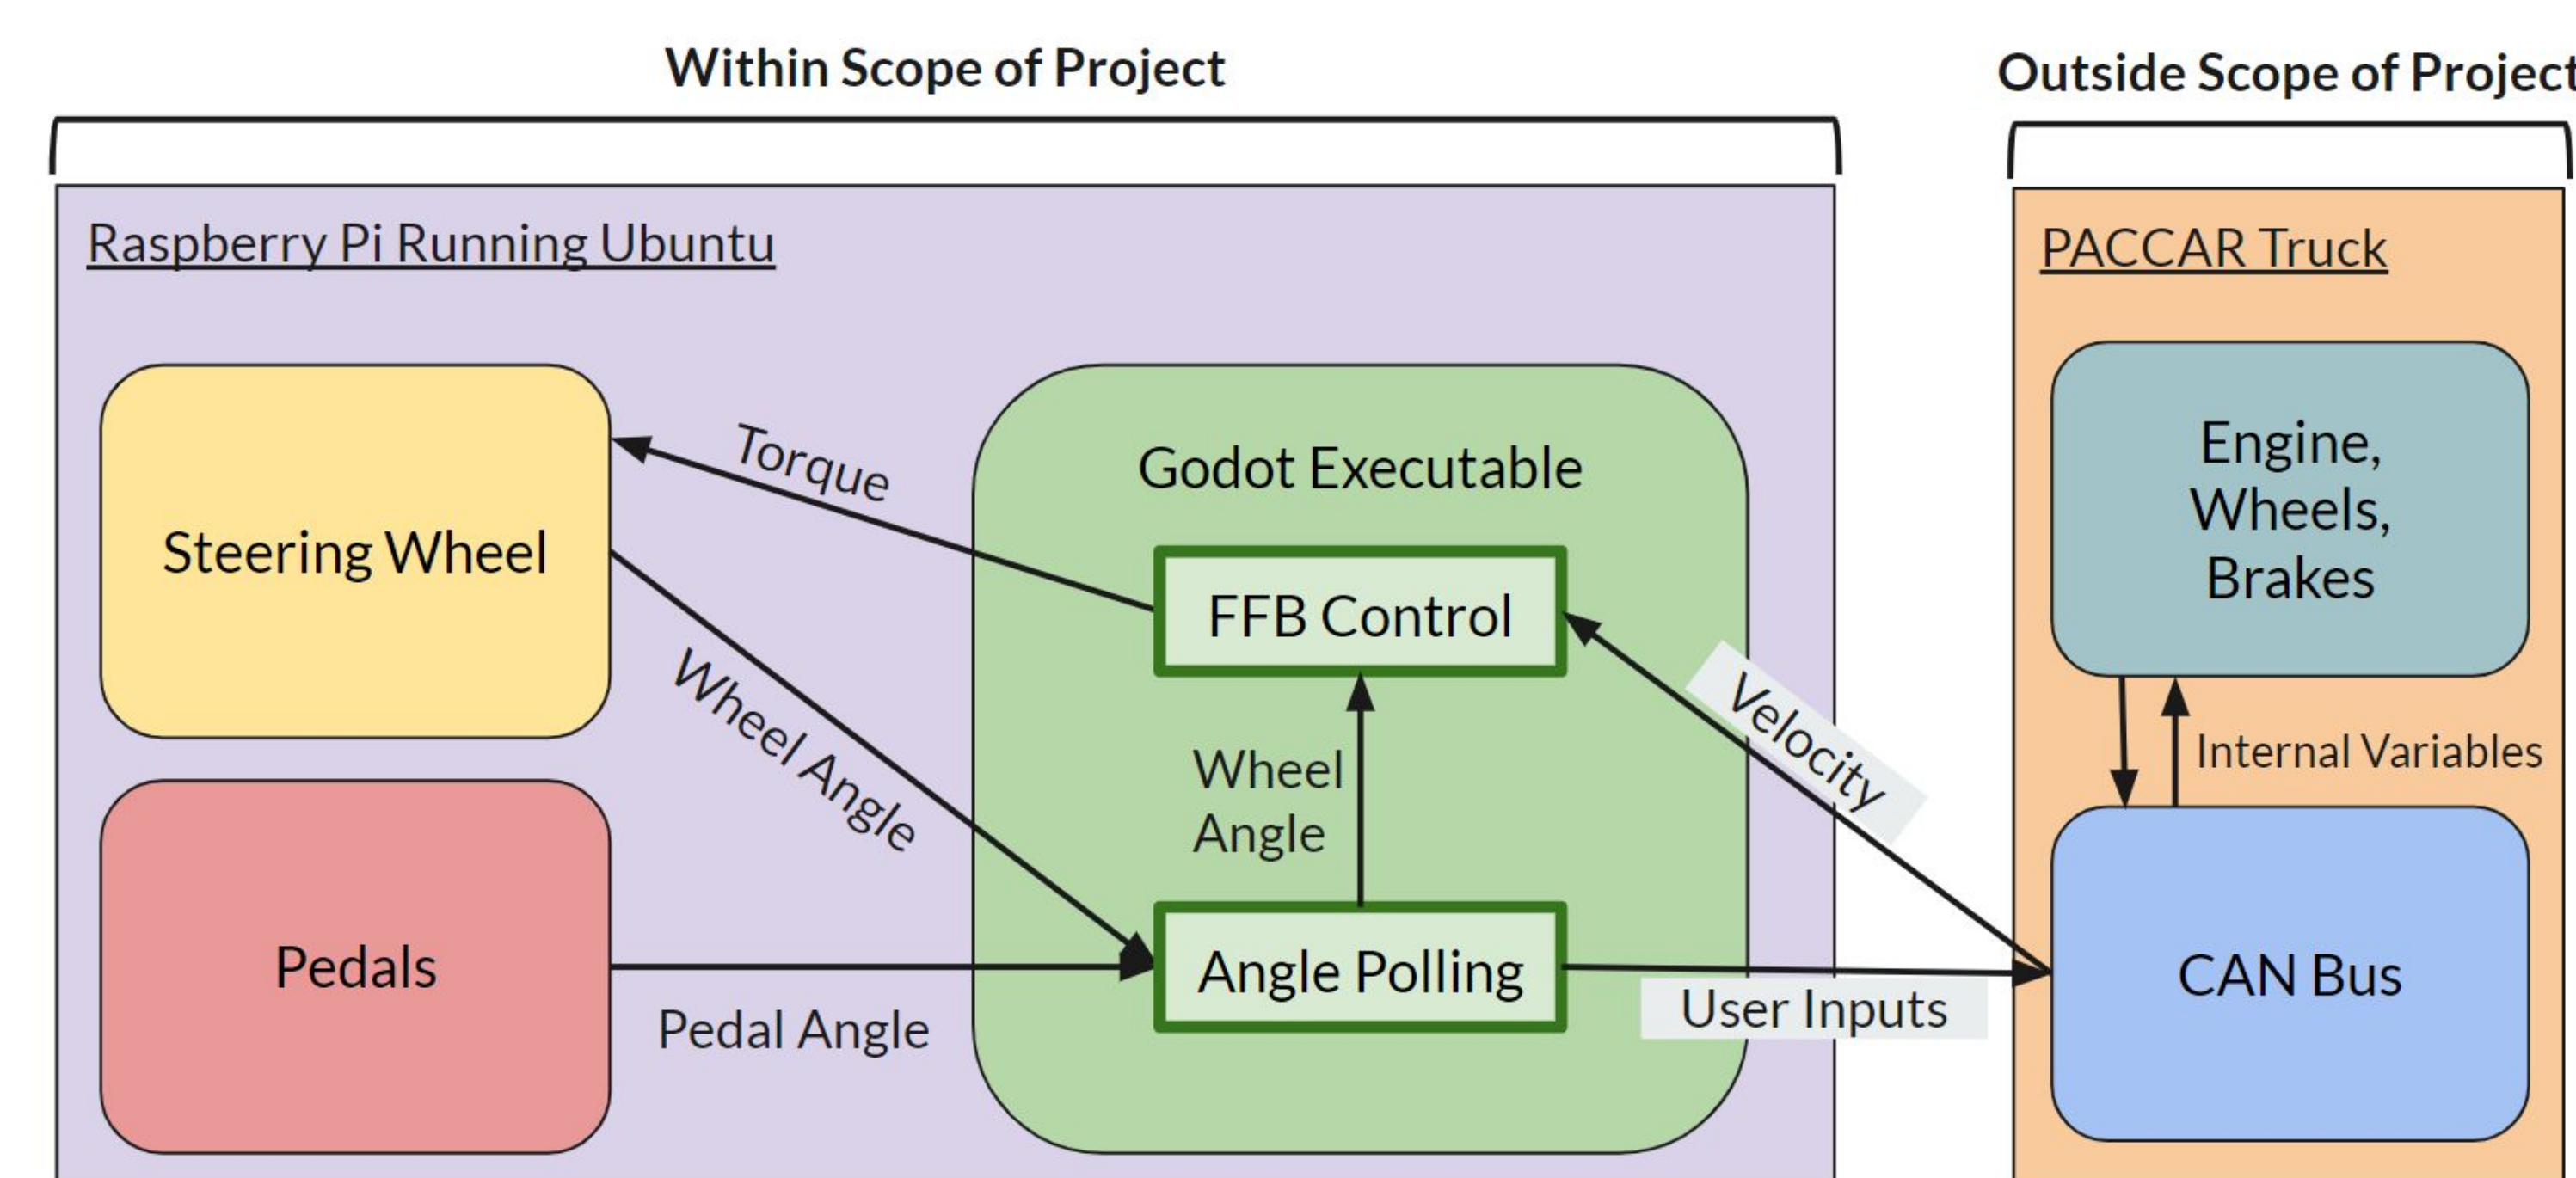 Within Scope of Project
Outside Scope of Project
Raspberry Pi Running Ubuntu
PACCAR Truck
Steering Wheel
Torque
Godot Executable
FFB Control
Wheel Angle
Wheel
Angle
Velocity
Engine,
Wheels,
Brakes
Internal Variables
Pedals
Pedal Angle
Angle Polling
User Inputs
CAN Bus